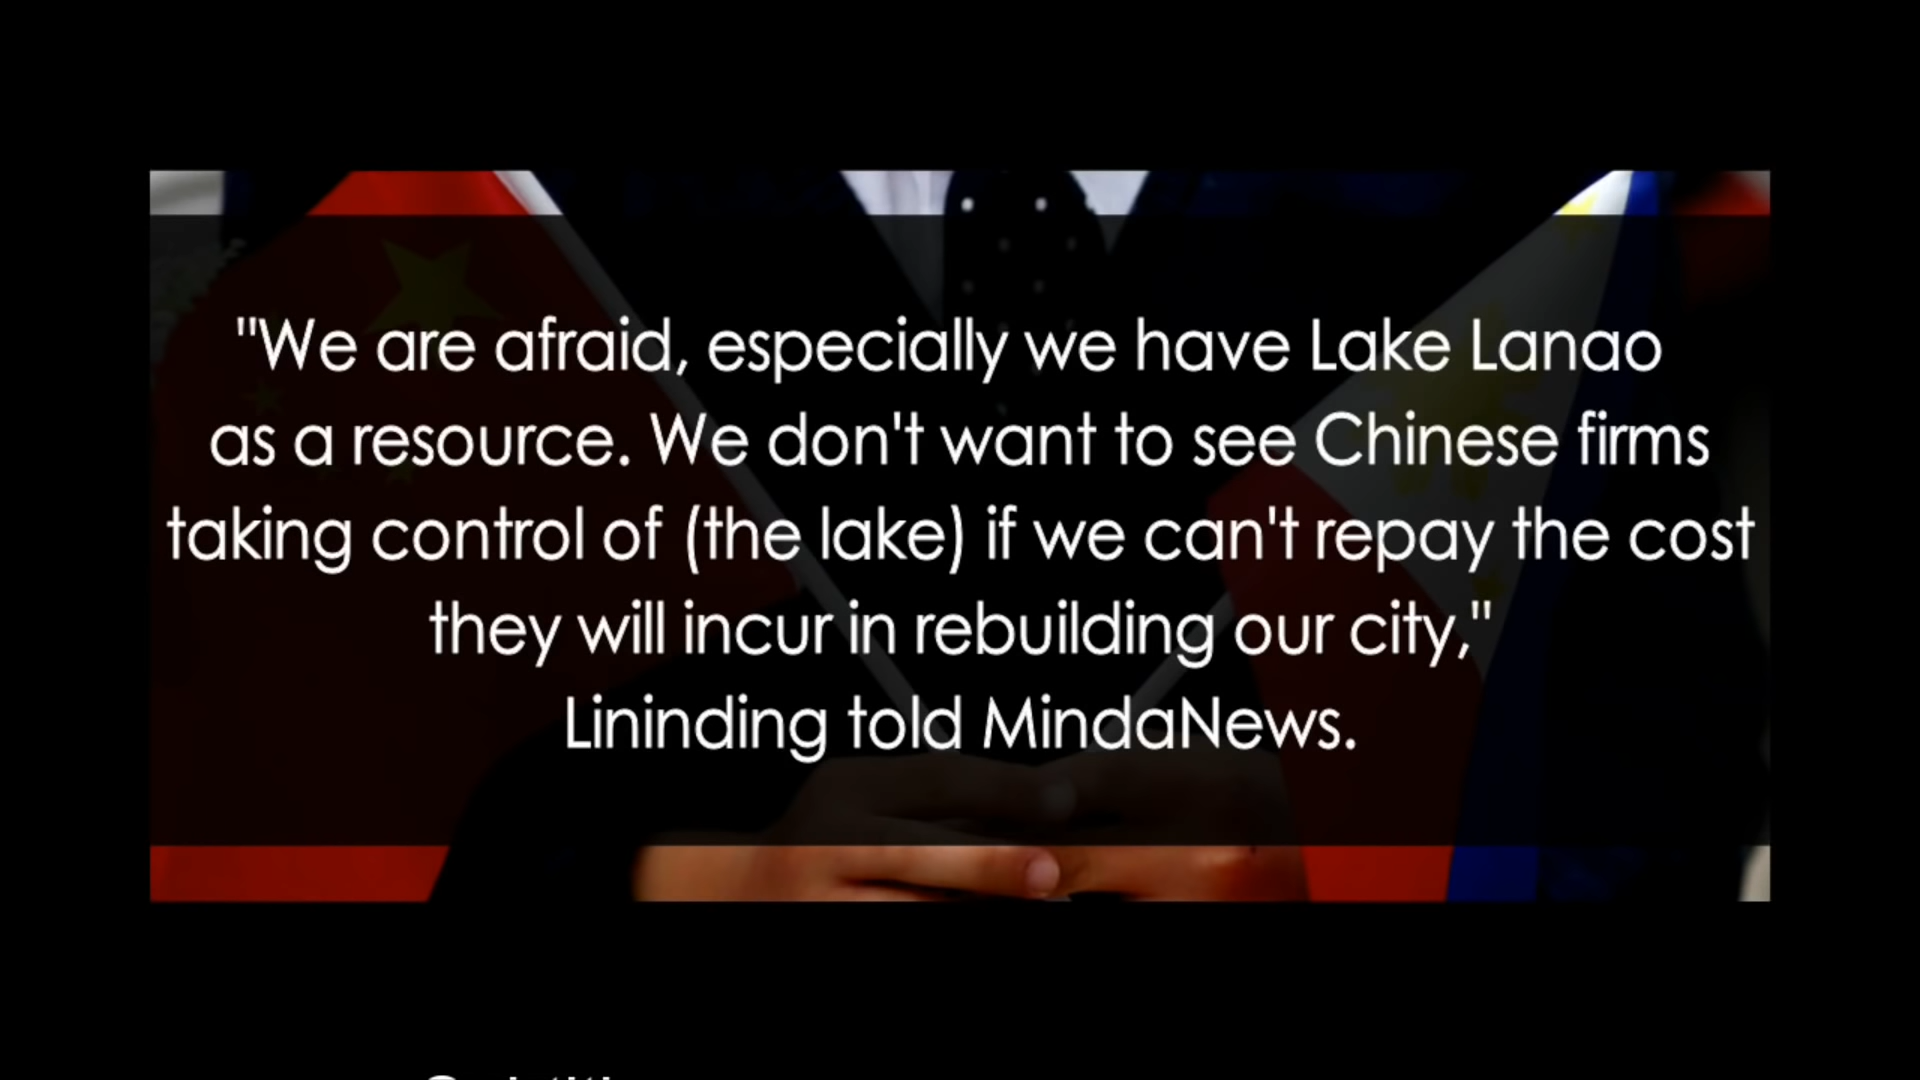 "We are afraid, especially we have Lake Lanao
as a resource. We don't want to see Chinese firms
taking control of (the lake) if we can't repay the cost
they will incur in rebuilding our city,"
Lininding told MindaNews.